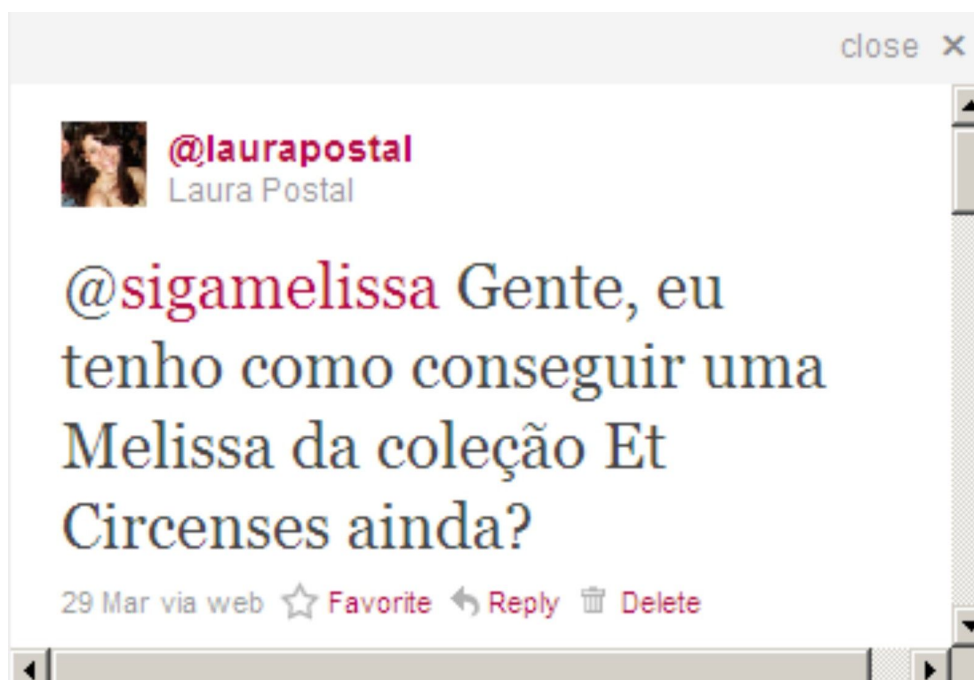 close ×
@laurapostal
Laura Postal
@sigamelissa Gente, eu
tenho como conseguir uma
Melissa da coleção Et
Circenses ainda?
29 Mar via web Favorite Reply Delete